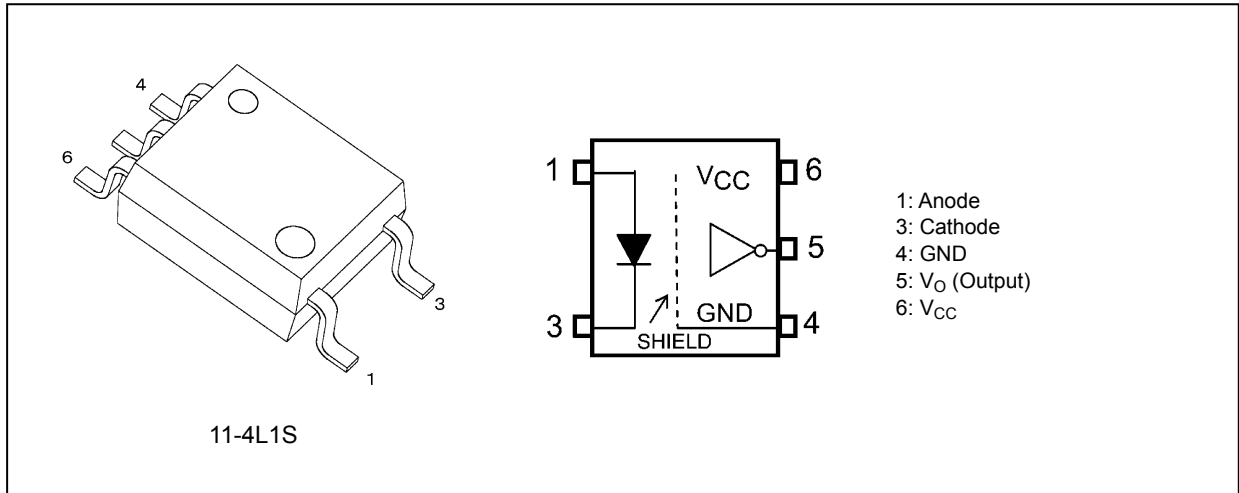 4
6
3
1
11-4L1S
1
VCC
6
5
3
GND
4
SHIELD
1: Anode
3: Cathode
4: GND
5: VO (Output)
6: VCC